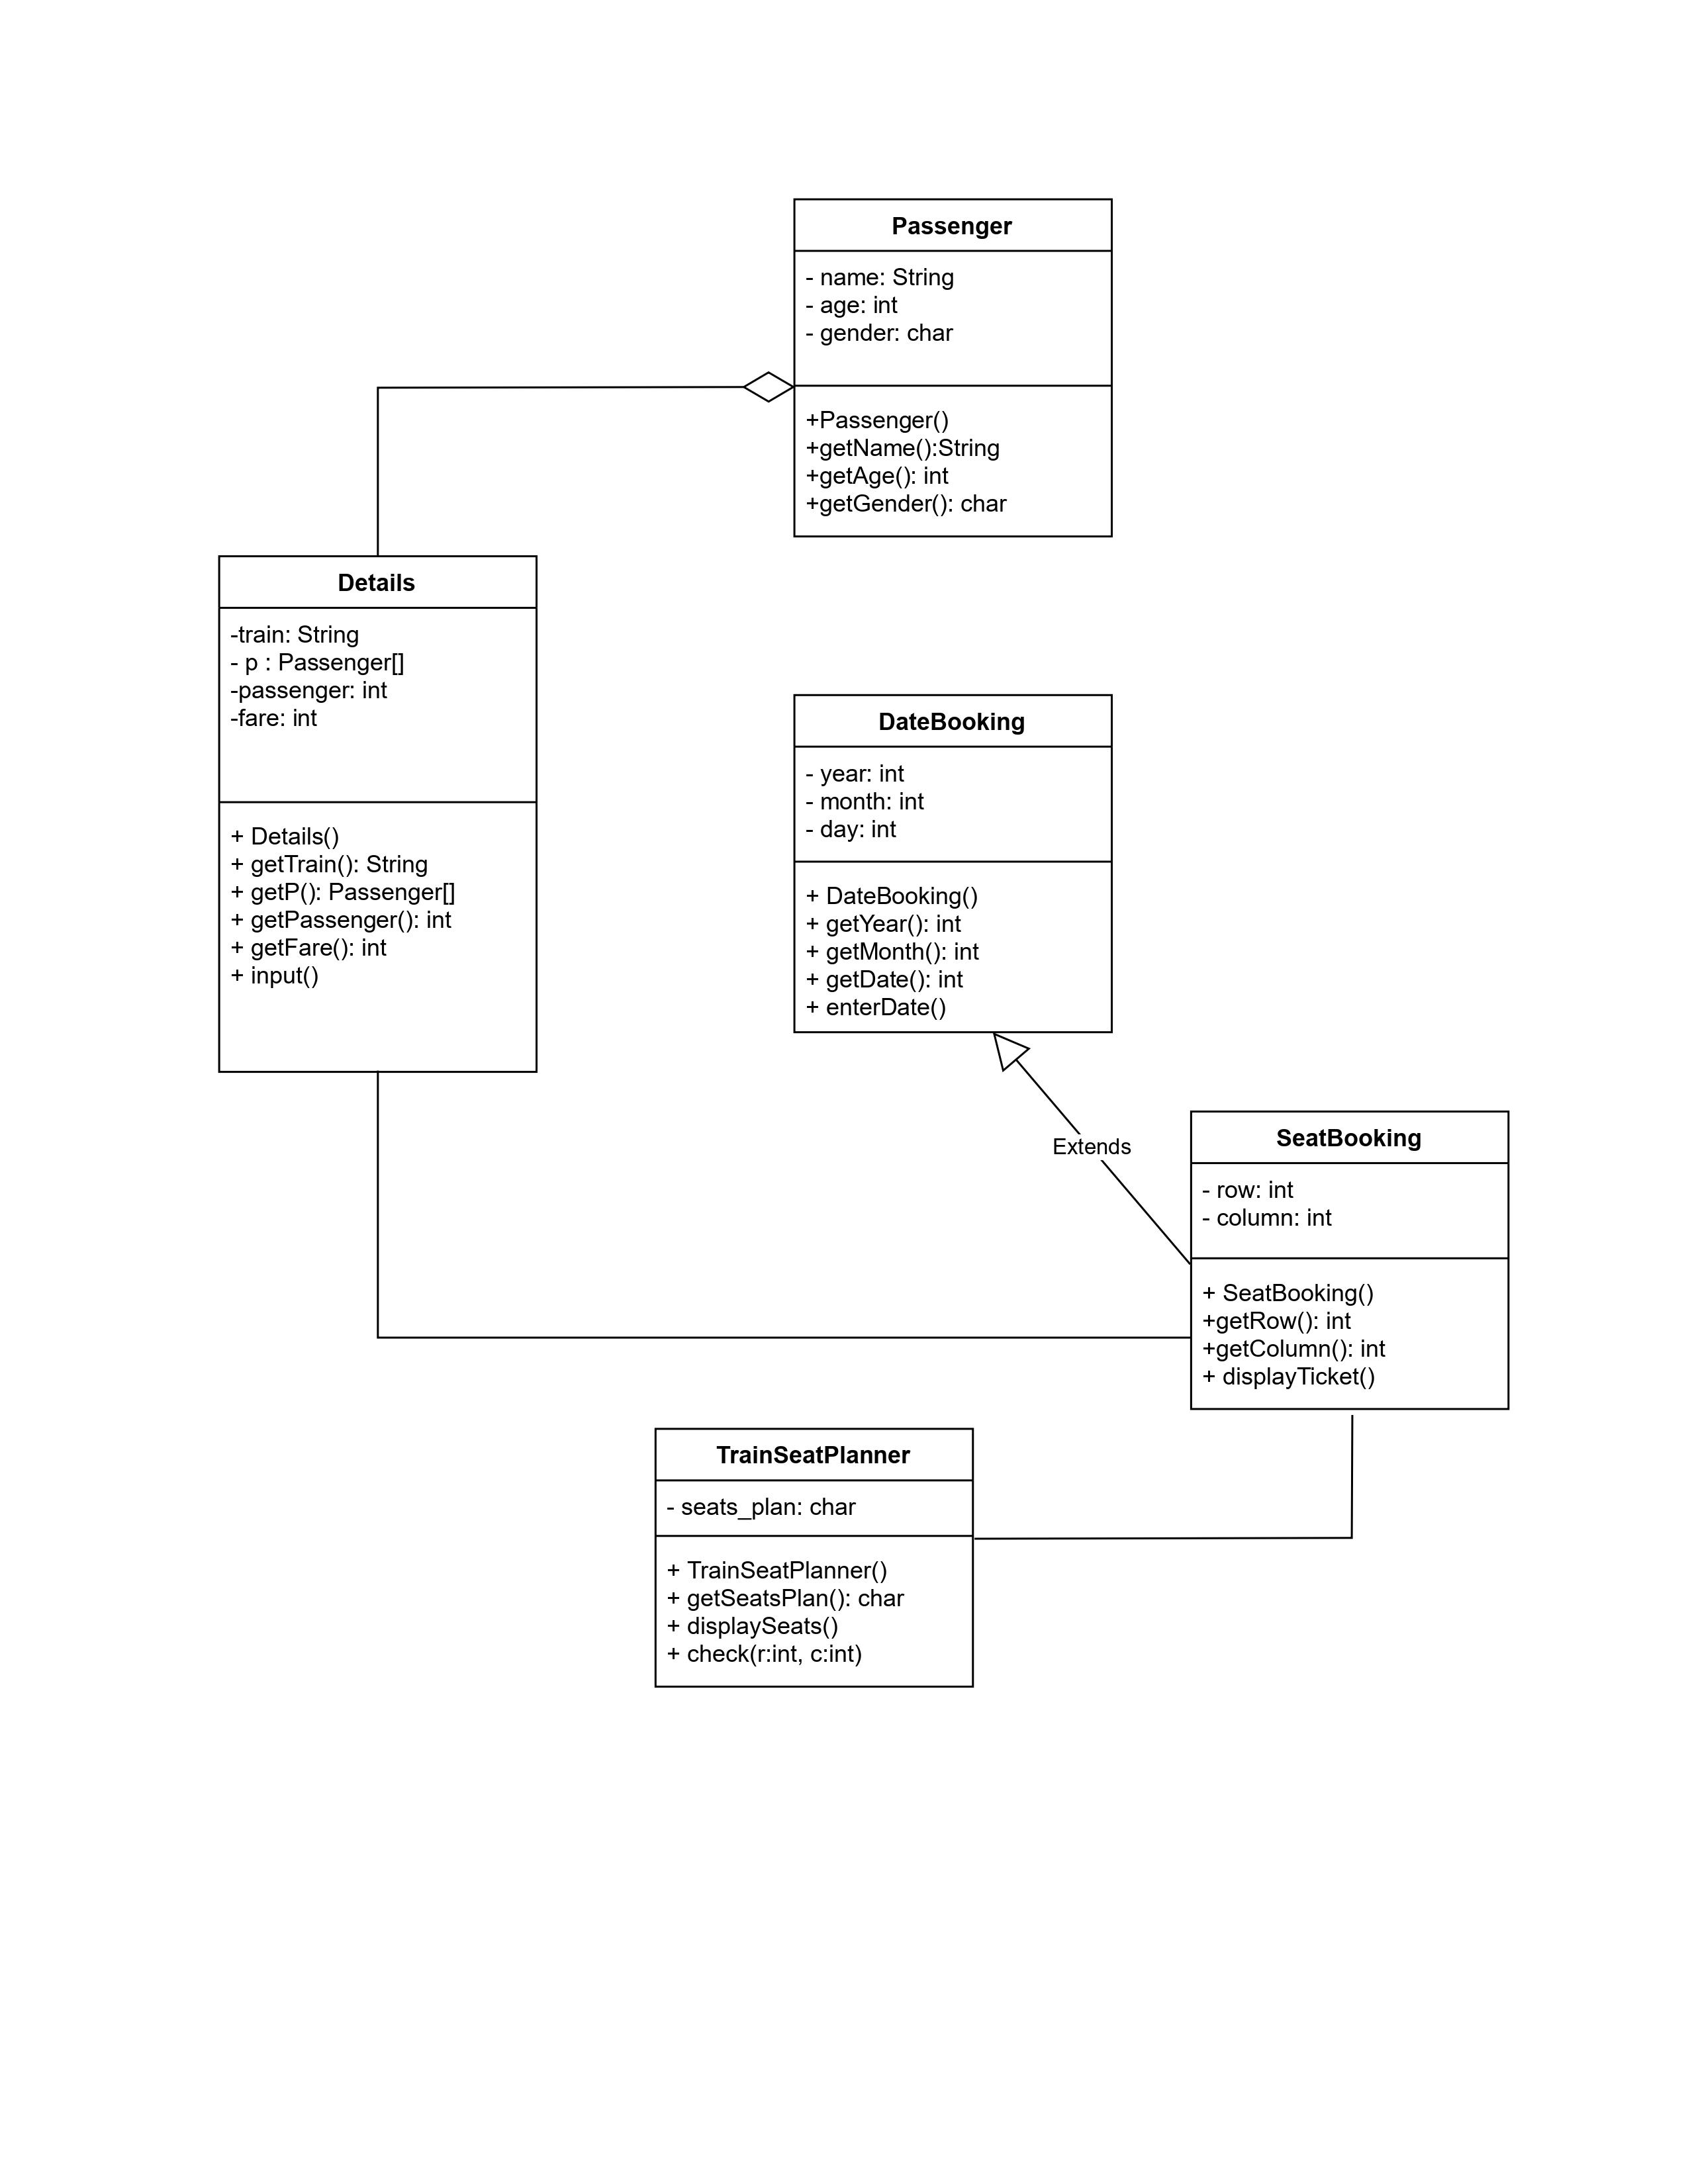 Passenger
- name: String
- age: int
- gender: char
+Passenger()
+getName():String
+getAge(): int
+getGender(): char
Details
-train: String
- p : Passenger[]
-passenger: int
-fare: int
+ Details()
+ getTrain(): String
+ getP(): Passenger[]
+ getPassenger(): int
+ getFare(): int
+ input()
DateBooking
- year: int
- month: int
- day: int
+ DateBooking()
+ getYear(): int
+ getMonth(): int
+ getDate(): int
+ enterDate()
Extends
SeatBooking
- row: int
- column: int
+ SeatBooking()
+getRow(): int
+getColumn(): int
+ displayTicket()
TrainSeatPlanner
- seats_plan: char
+ TrainSeatPlanner()
+ getSeatsPlan(): char
+ displaySeats()
+ check(r:int, c:int)